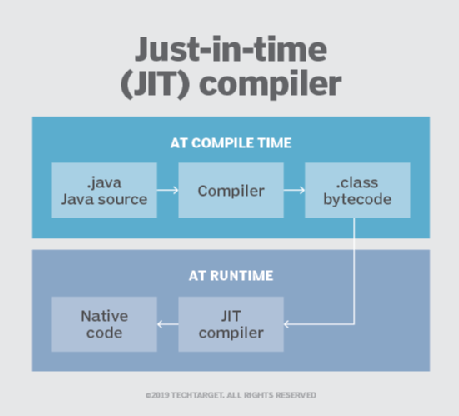 Just-in-time
(JIT) compiler
AT COMPILE TIME
.java
Java source
Compiler
.class
bytecode
AT RUNTIME
Native
code
JIT
compiler
©2019 TECHTARGET. ALL RIGHTS RESERVED